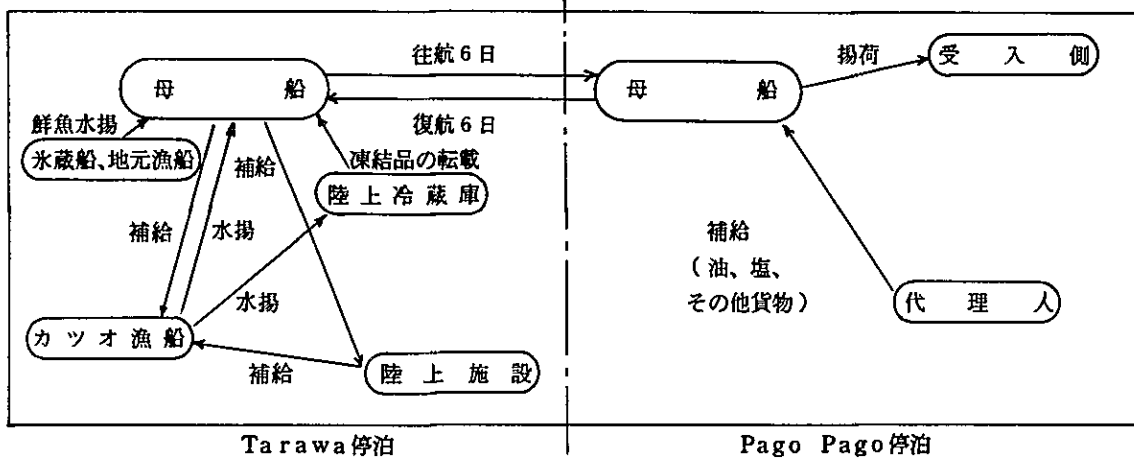 往航6日
母船
復航6日
鮮魚水揚
氷蔵船、地元漁船
補給
凍結品の転載
陸上冷蔵庫
補給
水揚
水揚
カツオ漁船
補給
陸上施設
Tarawa停泊
揚荷
受入側
母船
補給
(油、塩、
その他貨物)
代理人
Pago Pago停泊